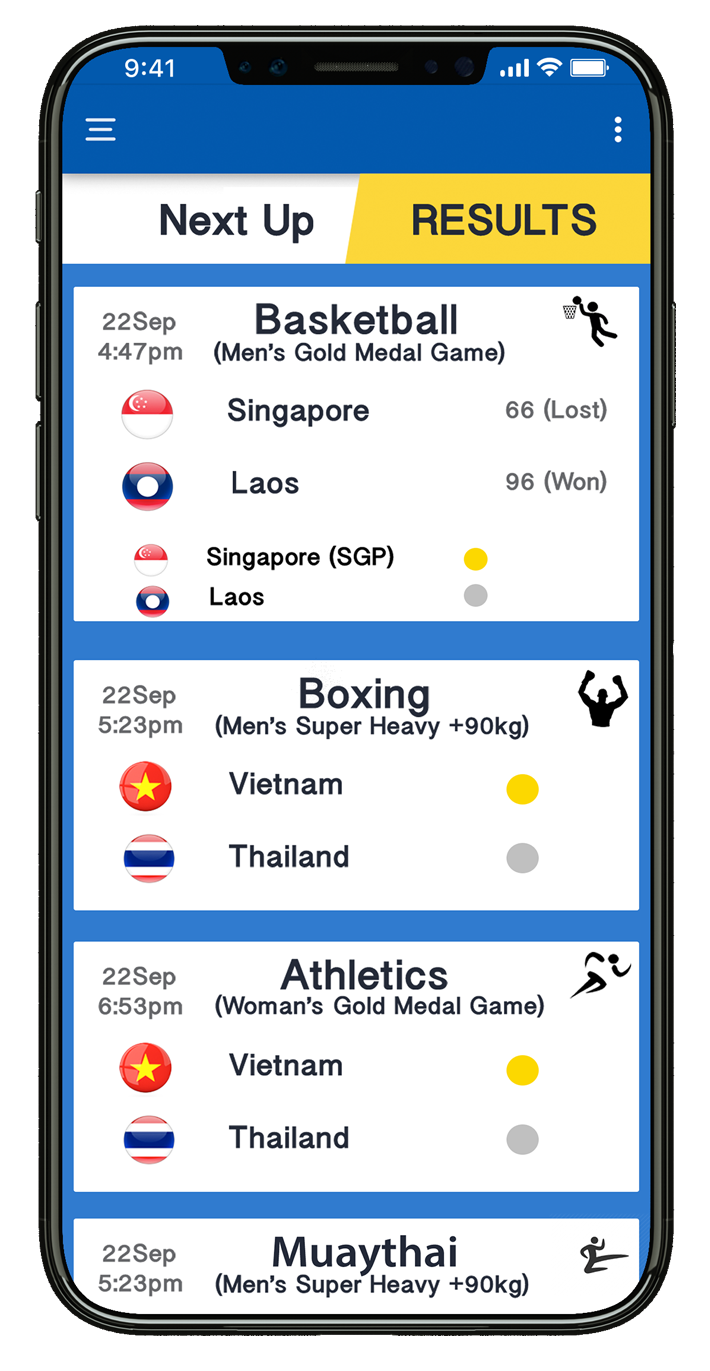 9:41
Next Up
RESULTS
22Sep
4:47pm
Basketball
(Men's Gold Medal Game)
Singapore 66 (Lost)
Laos 96 (Won)
Singapore (SGP)
Laos
22Sep
5:23pm
Boxing
(Men's Super Heavy +90kg)
Vietnam
Thailand
22Sep
6:53pm
Athletics
(Woman's Gold Medal Game)
Vietnam
Thailand
22Sep
5:23pm
Muaythai
(Men's Super Heavy +90kg)